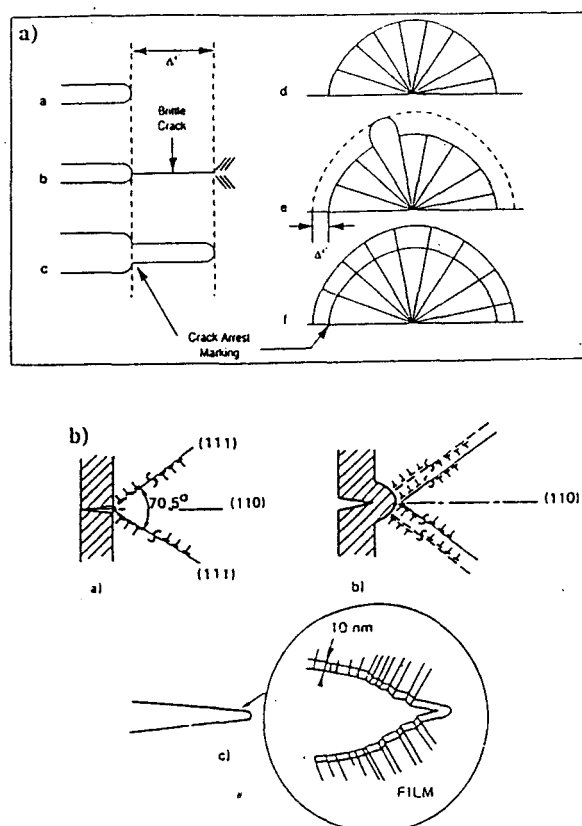 a)
Δ'
a
Brittle
Crack
b
c
Crack Arrest
Marking
d
e
Δ'
f
b)
(111)
70,5°
(110)
(111)
a)
(110)
b)
10 nm
c)
FILM